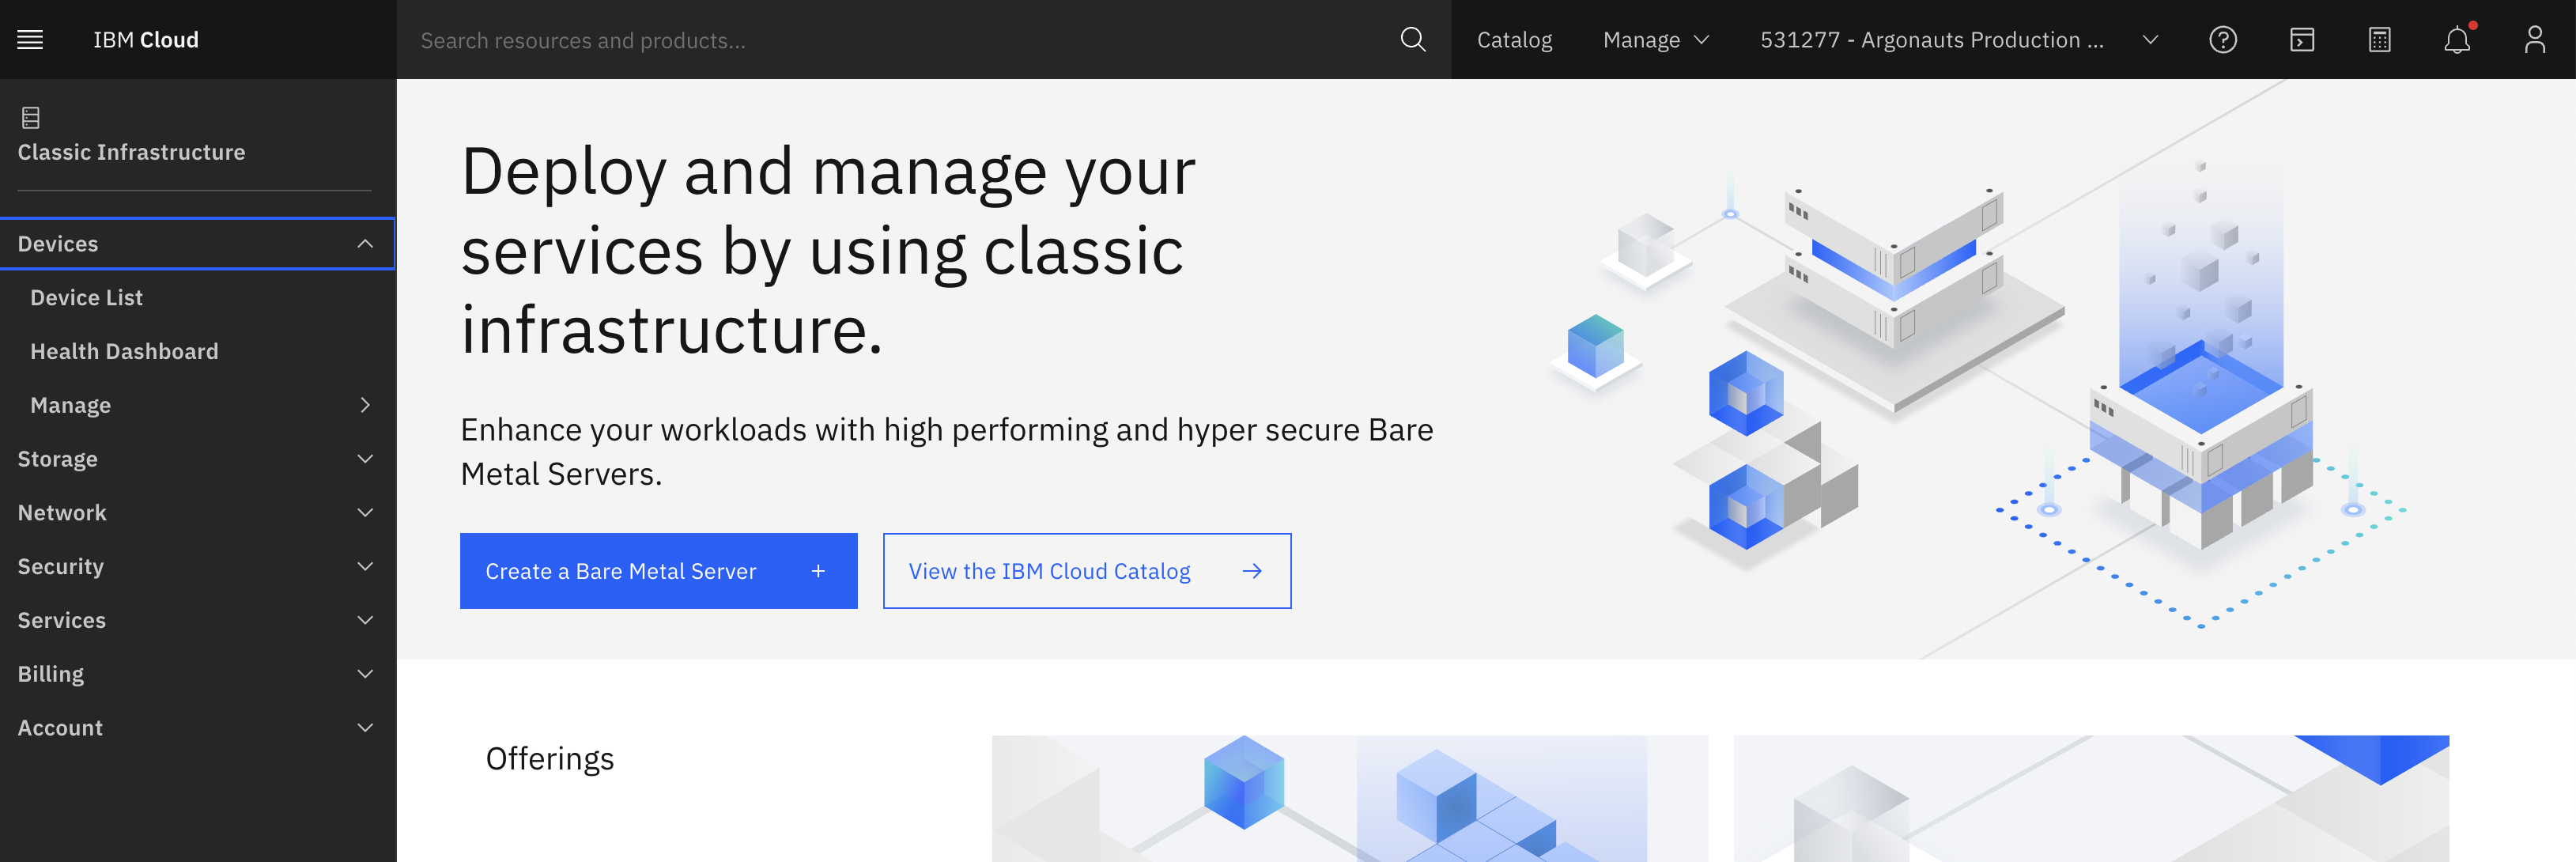 IBM Cloud
Search resources and products...
Catalog
Manage
531277 - Argonauts Production ...
Classic Infrastructure
Devices
Device List
Health Dashboard
Manage
Storage
Network
Security
Services
Billing
Account
Deploy and manage your
services by using classic
infrastructure.
Enhance your workloads with high performing and hyper secure Bare
Metal Servers.
Create a Bare Metal Server
View the IBM Cloud Catalog
Offerings